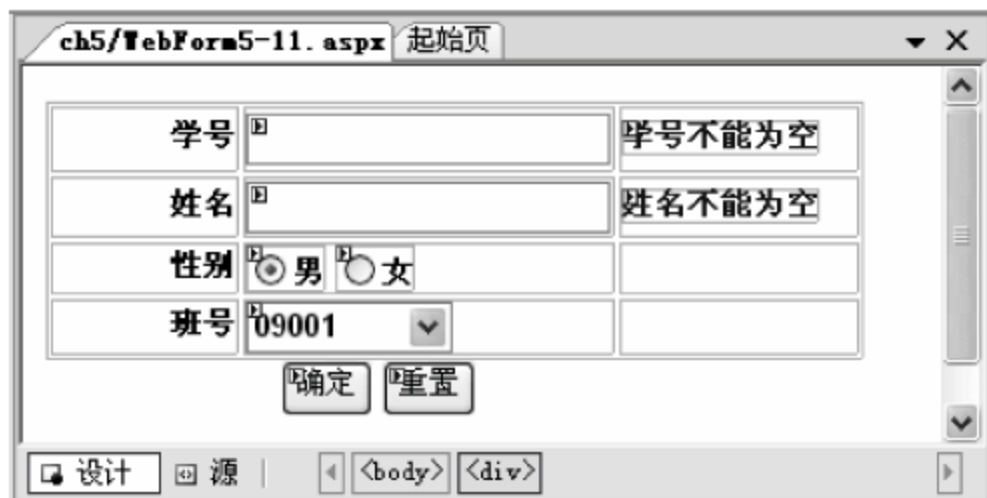 ch5/WebForm5-11.aspx 起始页
学号 学号不能为空
姓名 姓名不能为空
性别 男 女
班号 09001
确定 重置
设计 源 <body> <div>